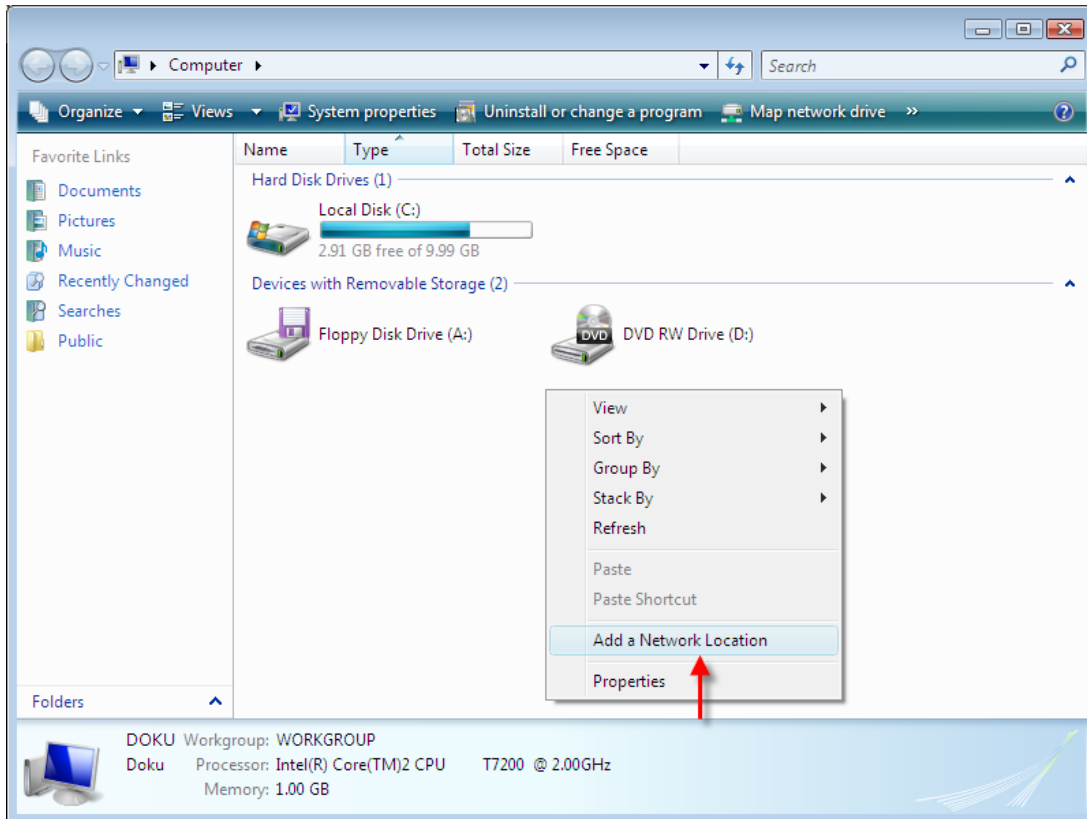 Computer
Search
Organize Views System properties Uninstall or change a program Map network drive »
Favorite Links
Documents
Pictures
Music
Recently Changed
Searches
Public
Folders
Name Type Total Size Free Space
Hard Disk Drives (1)
Local Disk (C:)
2.91 GB free of 9.99 GB
Devices with Removable Storage (2)
Floppy Disk Drive (A:)
DVD
DVD RW Drive (D:)
View
Sort By
Group By
Stack By
Refresh
Paste
Paste Shortcut
Add a Network Location
Properties
DOKU Workgroup: WORKGROUP
Doku Processor: Intel(R) Core(TM)2 CPU T7200 @ 2.00GHz
Memory: 1.00 GB